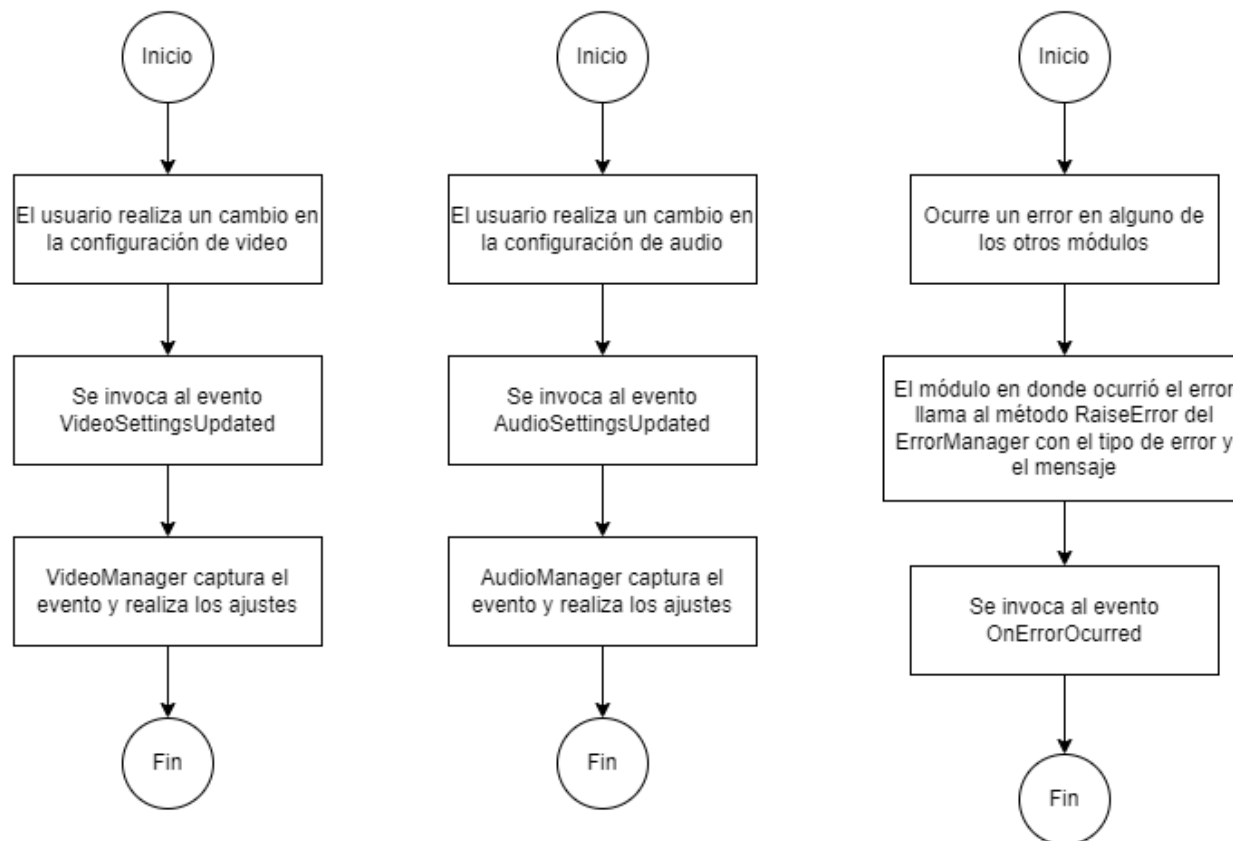 Inicio
El usuario realiza un cambio en
la configuración de video
Se invoca al evento
VideoSettingsUpdated
VideoManager captura el
evento y realiza los ajustes
Fin
Inicio
El usuario realiza un cambio en
la configuración de audio
Se invoca al evento
AudioSettingsUpdated
AudioManager captura el
evento y realiza los ajustes
Fin
Inicio
Ocurre un error en alguno de
los otros módulos
El módulo en donde ocurrió el error
llama al método RaiseError del
ErrorManager con el tipo de error y
el mensaje
Se invoca al evento
OnErrorOcurred
Fin